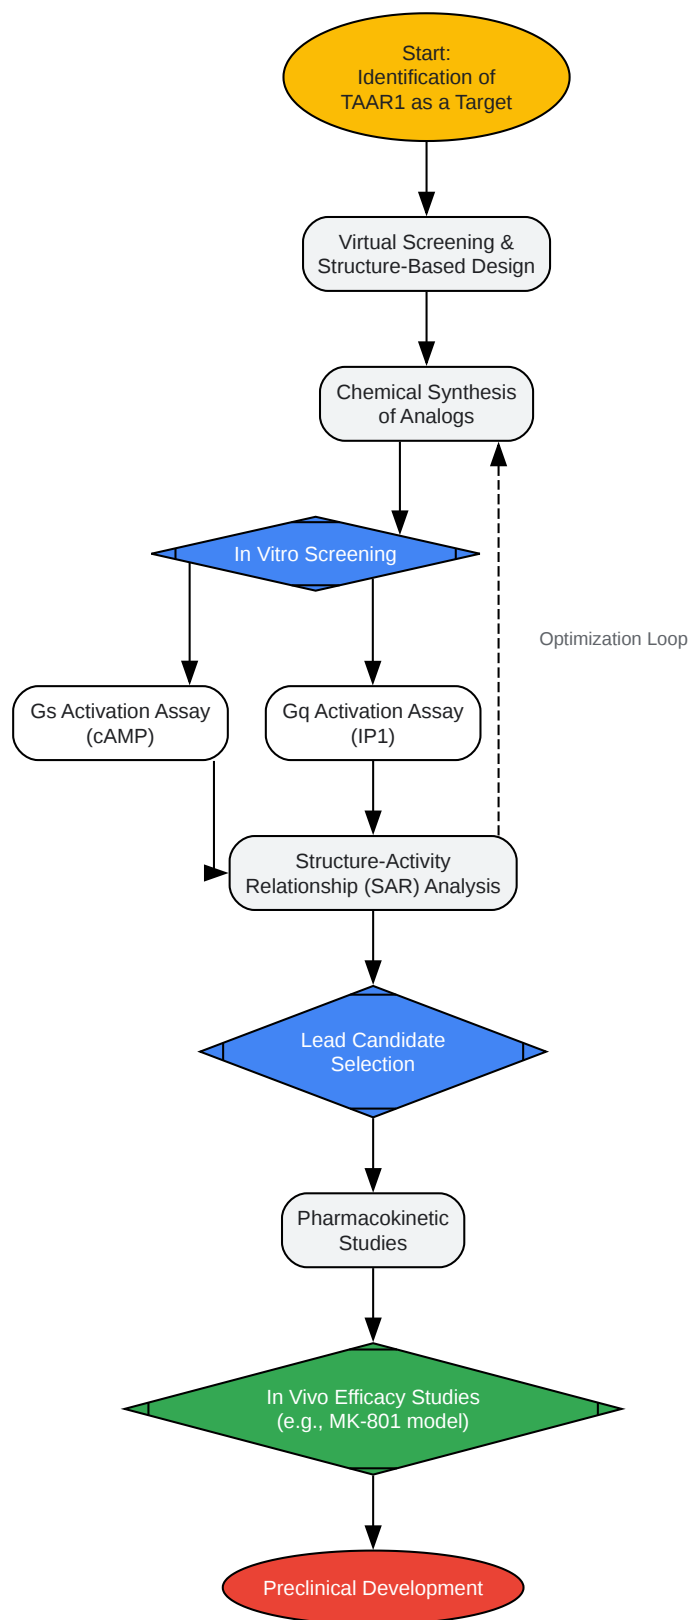 Start:
Identification of
TAAR1 as a Target
Virtual Screening &
Structure-Based Design
Chemical Synthesis
of Analogs
In Vitro Screening
Optimization Loop
Gs Activation Assay
(cAMP)
Gq Activation Assay
(IP1)
Structure-Activity
Relationship (SAR) Analysis
Lead Candidate
Selection
Pharmacokinetic
Studies
In Vivo Efficacy Studies
(e.g., MK-801 model)
Preclinical Development